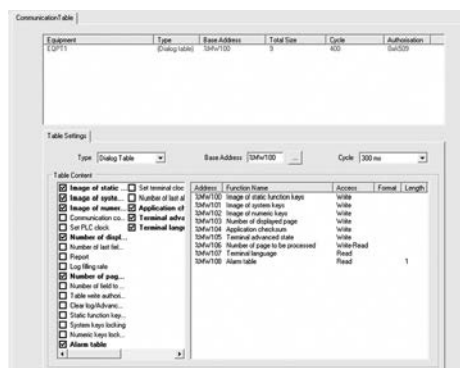 CommunicationTable
Equipment Type Base Address Total Size Cycle Authorisation
EQPT1 (Dialog table) %MW100 9 400
Table Settings
Type Dialog Table Base Address %MW100 ... Cycle 300 ms
Table Content
Image of static ... Set terminal cloc
Image of syste... Number of last al
Image of numer... Application ch
Communication co... Terminal adva
Set PLC clock Terminal langu
Number of displ...
Number of last fiel...
Report
Log filling rate
Number of pag...
Number of field to ...
Table write authori...
Clear log/Advanc...
Static function key...
System keys locking
Numeric keys lock...
Alarm table
Address Function Name Access Format Length
%MW100 Image of static function keys Write
%MW101 Image of system keys Write
%MW102 Image of numeric keys Write
%MW103 Number of displayed page Write
%MW104 Application checksum Write
%MW105 Terminal advanced state Write
%MW106 Number of page to be processed Write-Read
%MW107 Terminal language Read
%MW108 Alarm table Read 1